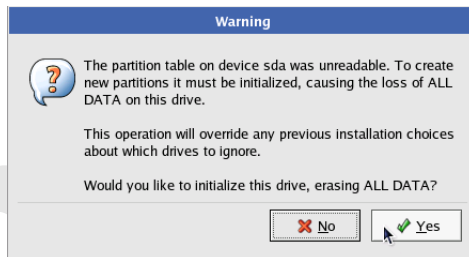 Warning
The partition table on device sda was unreadable. To create
new partitions it must be initialized, causing the loss of ALL
DATA on this drive.
This operation will override any previous installation choices
about which drives to ignore.
Would you like to initialize this drive, erasing ALL DATA?
No
Yes